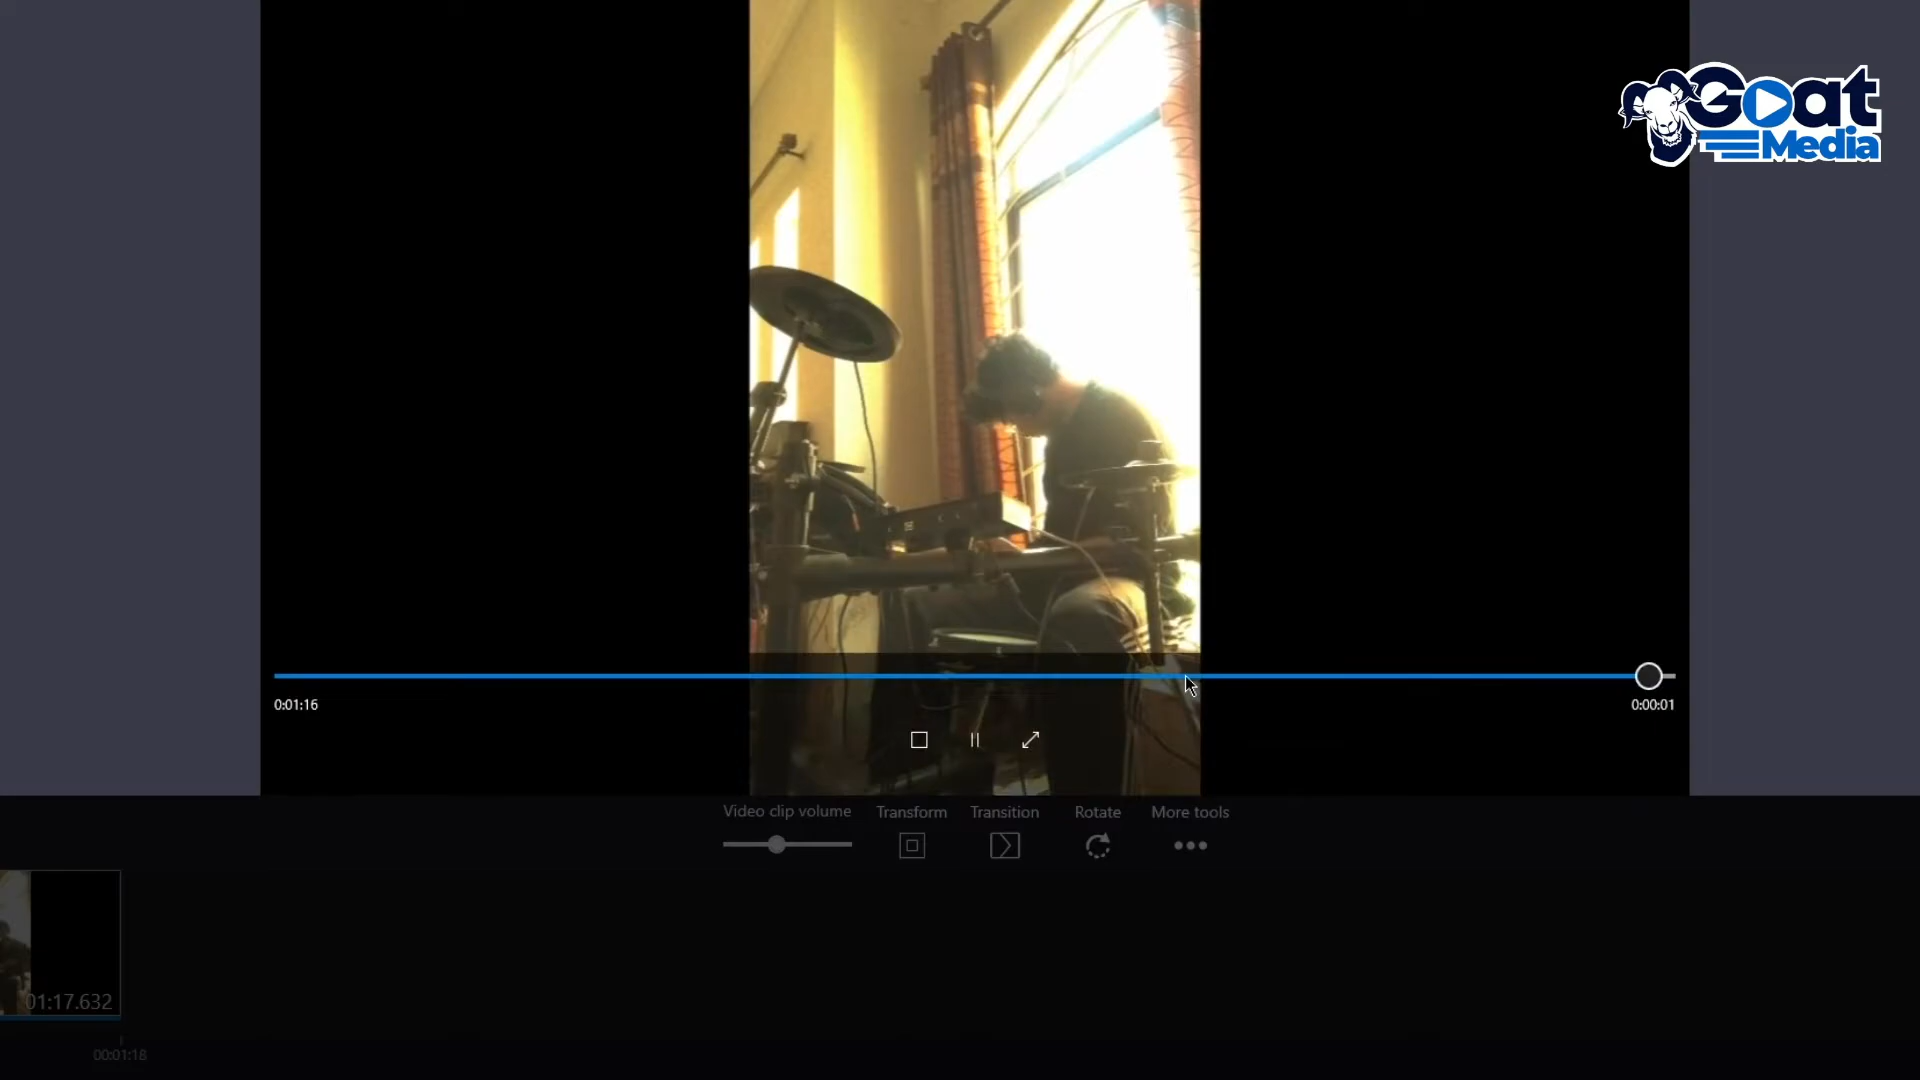 Goat
Media
0:01:16
0:00:01
Video clip volume
Transform
Transition
Rotate
More tools
01:17.632
00:01:18